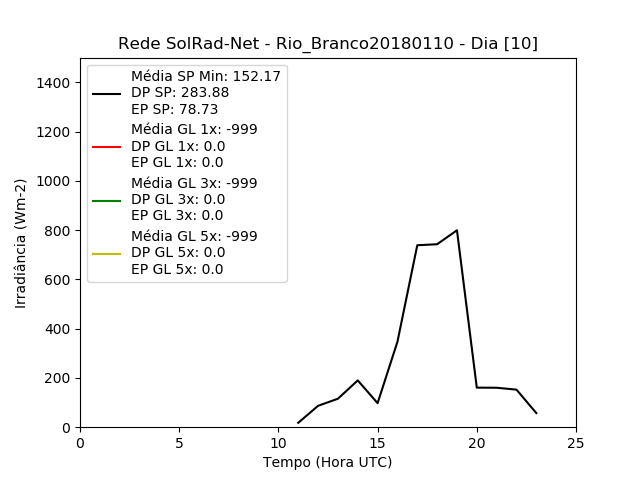 Rede SolRad-Net - Rio_Branco20180110 - Dia [10]
Média SP Min: 152.17
DP SP: 283.88
EP SP: 78.73
Média GL 1x: -999
DP GL 1x: 0.0
EP GL 1x: 0.0
Média GL 3x: -999
DP GL 3x: 0.0
EP GL 3x: 0.0
Média GL 5x: -999
DP GL 5x: 0.0
EP GL 5x: 0.0
Irradiância (Wm-2)
1400
1200
1000
800
600
400
200
0
0 5 10 15 20 25
Tempo (Hora UTC)